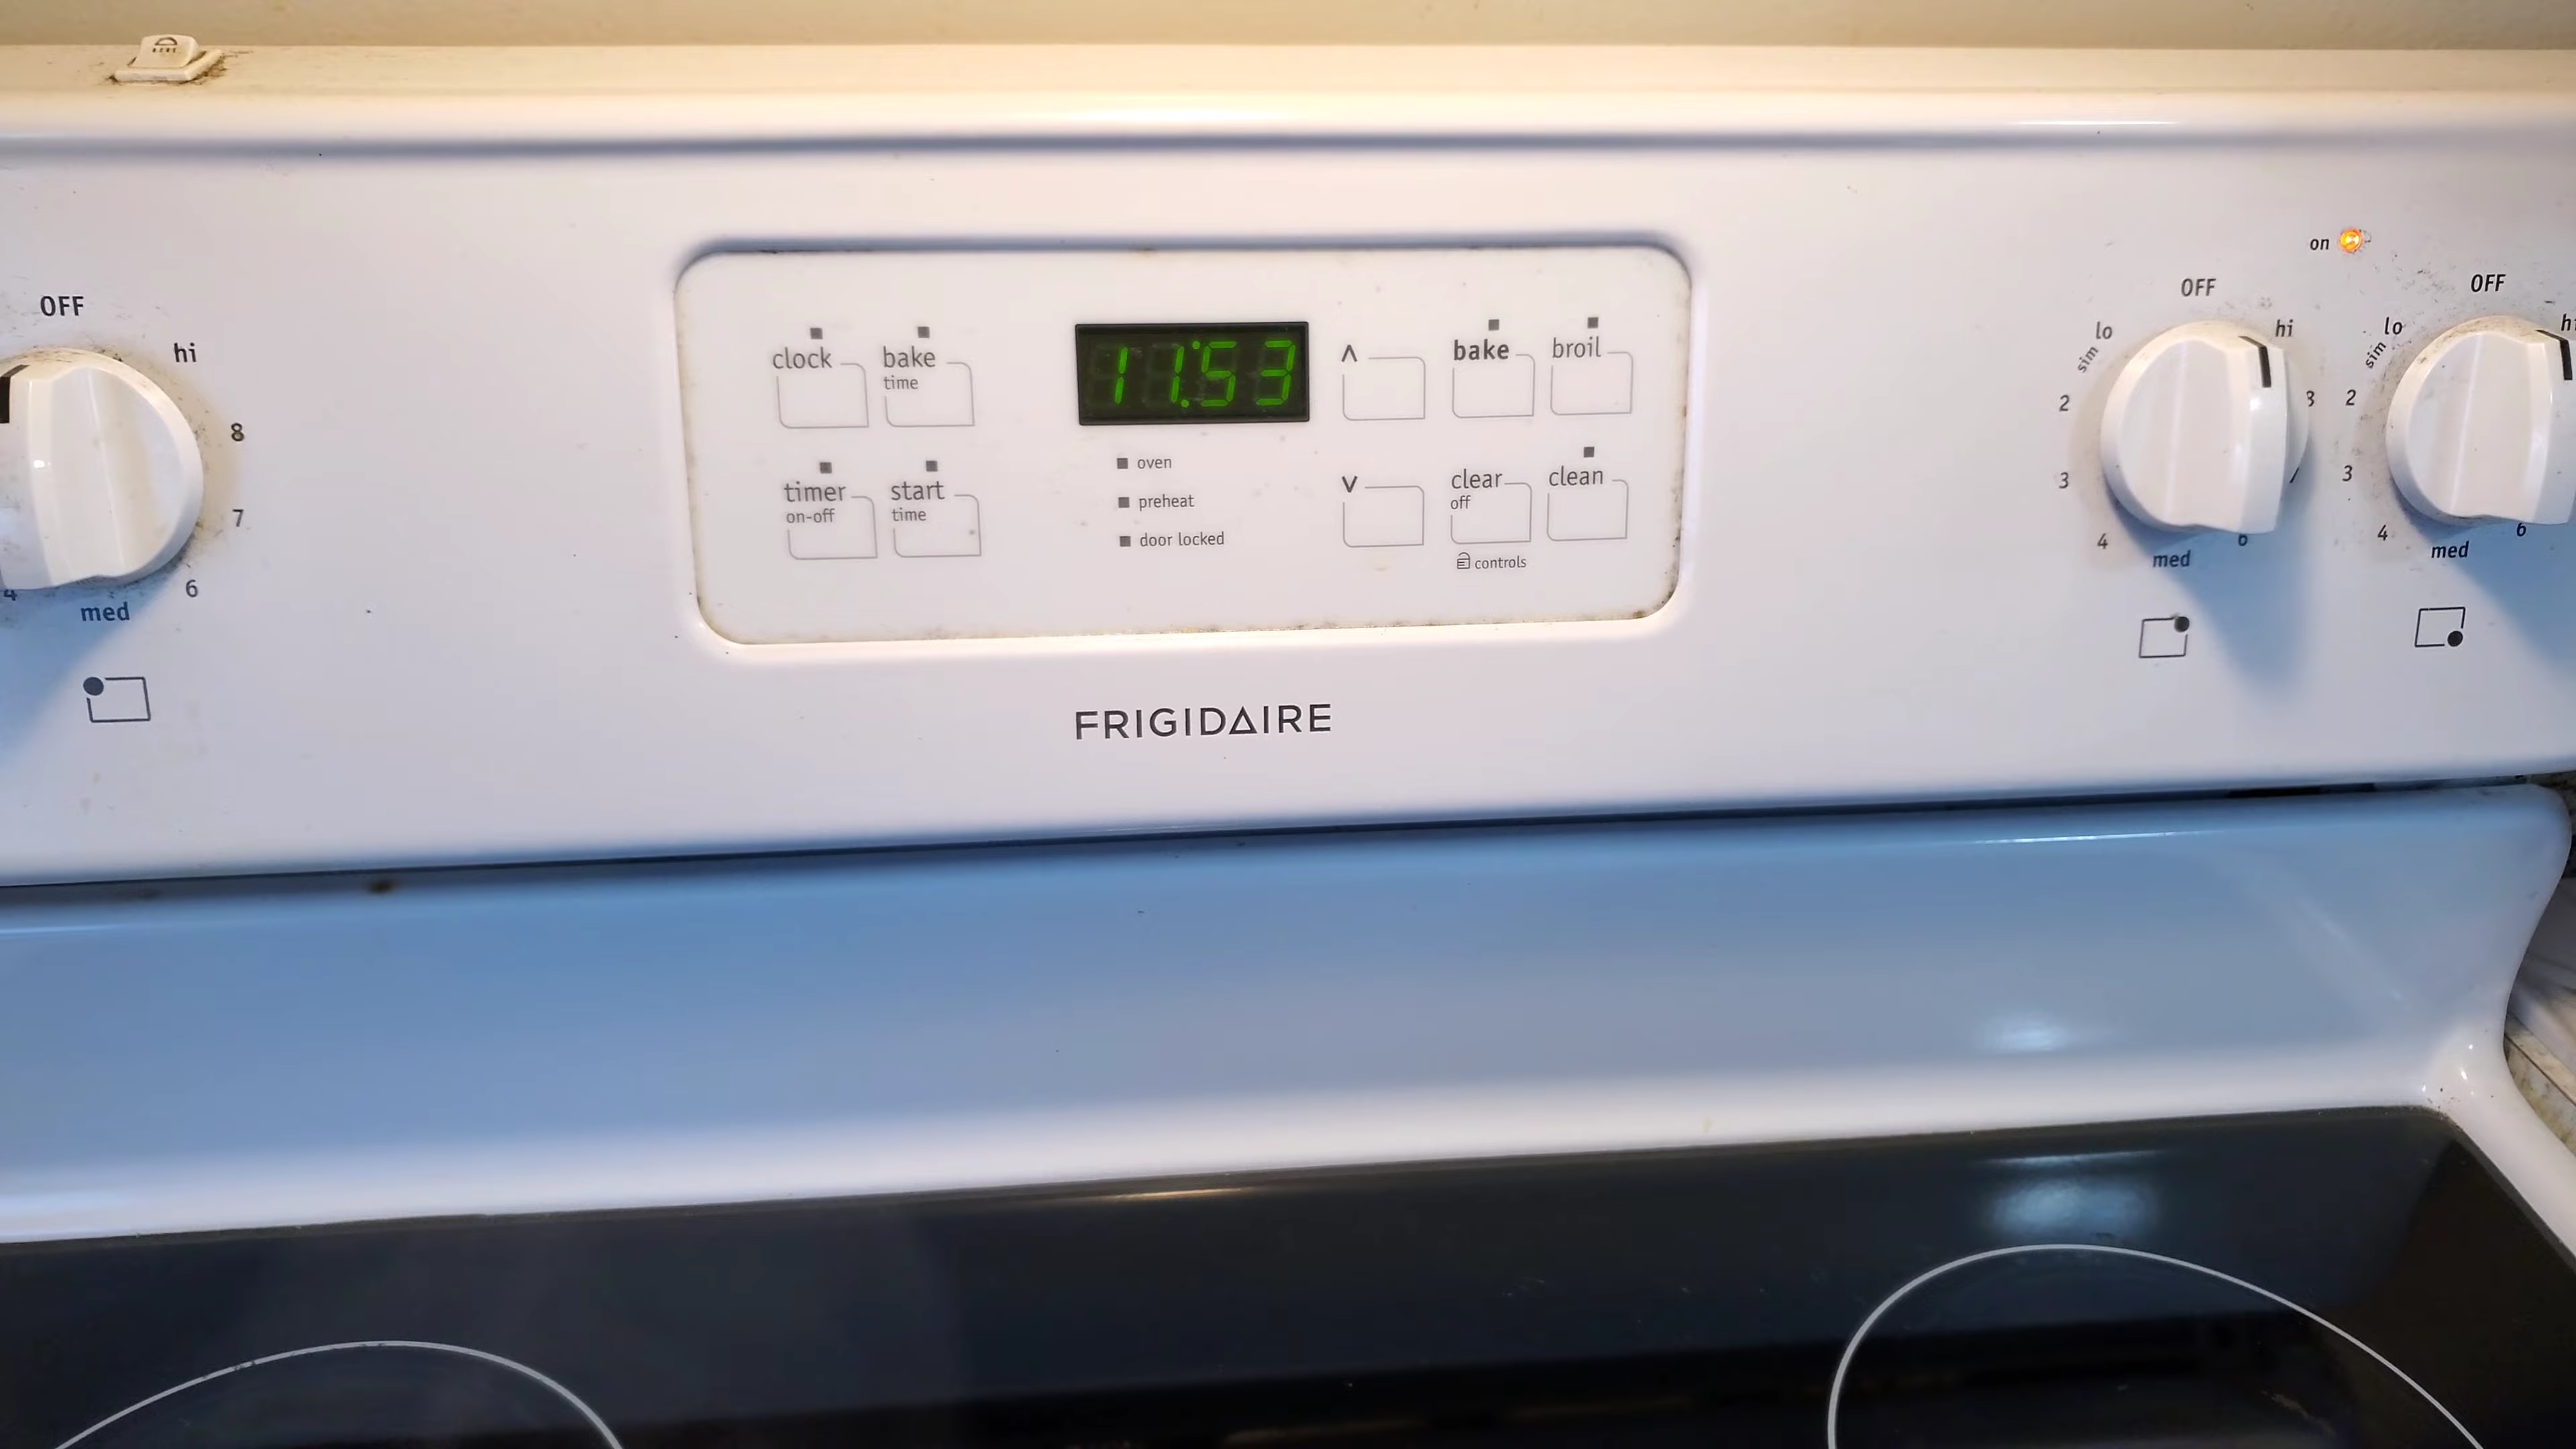 OFF
hi
8
7
6
med
4
clock
bake
time
timer
on-off
start
time
11:53
oven
preheat
door locked
bake
broil
clear
off
clean
controls
FRIGIDAIRE
on
OFF
hi
lo
sim
2
3
4
med
6
OFF
lo
sim
2
3
4
med
6